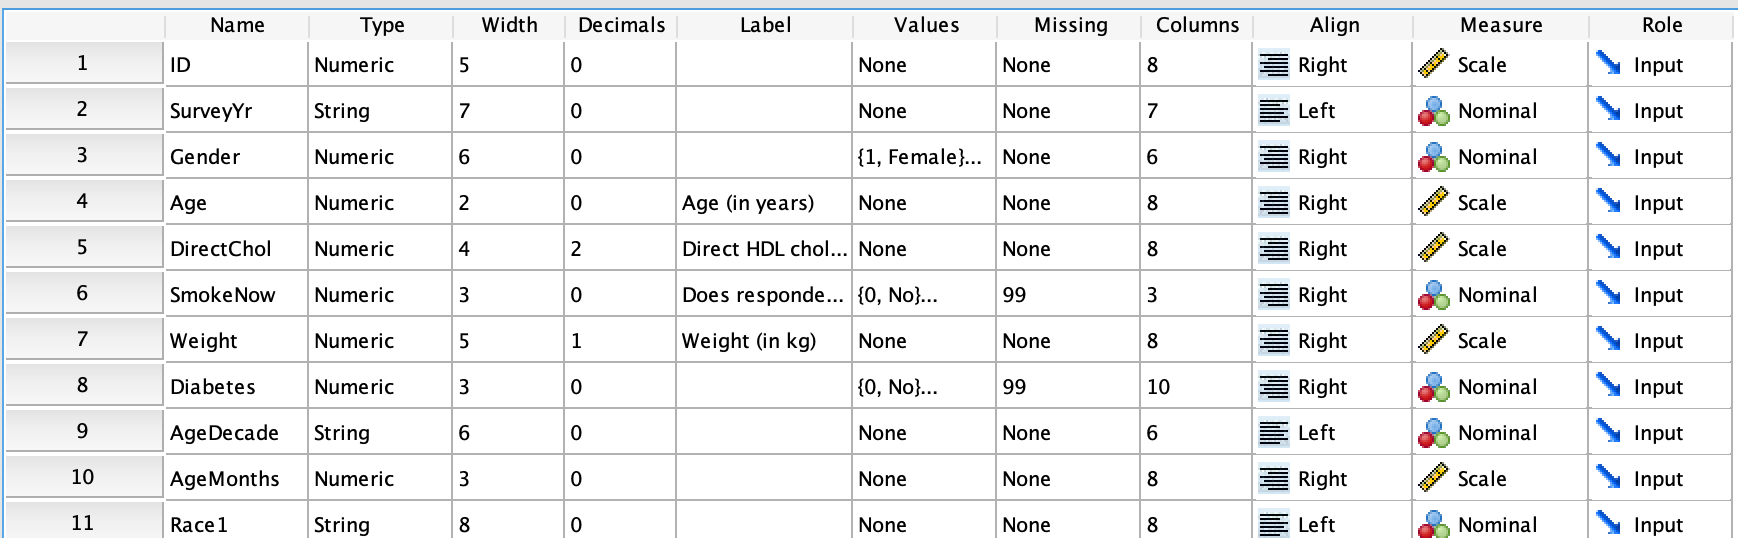 Name Type Width Decimals Label Values Missing Columns Align Measure Role
1 ID Numeric 5 0 None None 8 Right Scale Input
2 SurveyYr String 7 0 None None 7 Left Nominal Input
3 Gender Numeric 6 0 {1, Female}... None 6 Right Nominal Input
4 Age Numeric 2 0 Age (in years) None None 8 Right Scale Input
5 DirectChol Numeric 4 2 Direct HDL chol... None None 8 Right Scale Input
6 SmokeNow Numeric 3 0 Does responde... {0, No}... 99 3 Right Nominal Input
7 Weight Numeric 5 1 Weight (in kg) None None 8 Right Scale Input
8 Diabetes Numeric 3 0 {0, No}... 99 10 Right Nominal Input
9 AgeDecade String 6 0 None None 6 Left Nominal Input
10 AgeMonths Numeric 3 0 None None 8 Right Scale Input
11 Race1 String 8 0 None None 8 Left Nominal Input